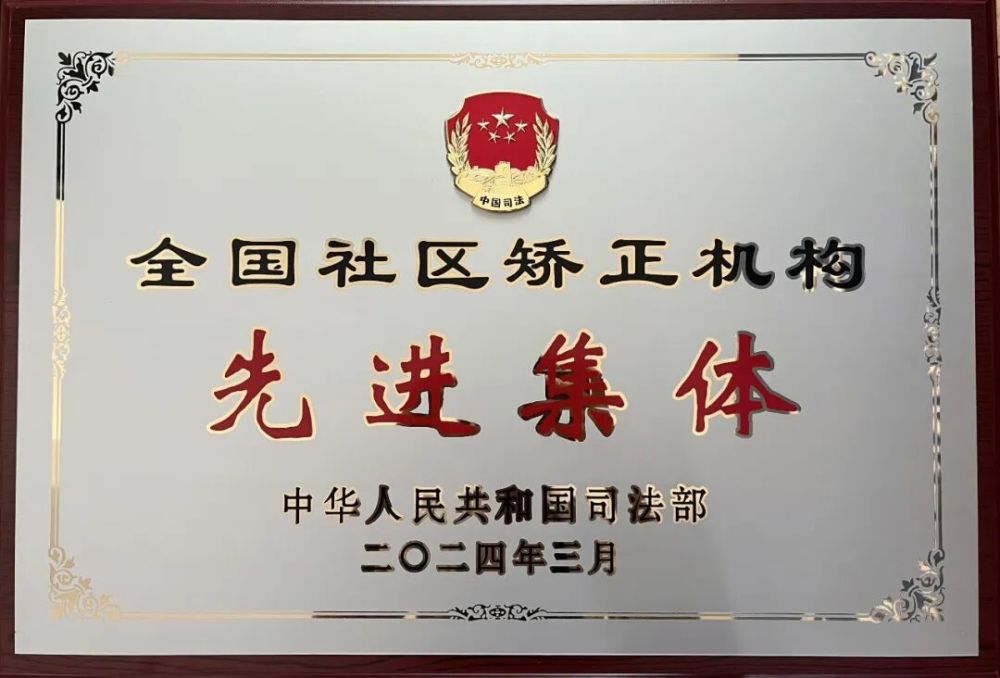 中国司法
全国社区矫正机构
先进集体
中华人民共和国司法部
二〇二四年三月